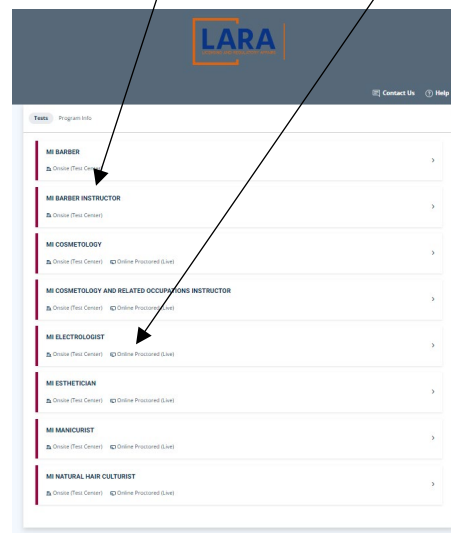 LARA
Contact Us Help
Tests Program Info
MI BARBER
Onsite (Test Center)
MI BARBER INSTRUCTOR
Onsite (Test Center)
MI COSMETOLOGY
Onsite (Test Center) Online Proctored (Live)
MI COSMETOLOGY AND RELATED OCCUPATIONS INSTRUCTOR
Onsite (Test Center) Online Proctored (Live)
MI ELECTROLOGIST
Onsite (Test Center) Online Proctored (Live)
MI ESTHETICIAN
Onsite (Test Center) Online Proctored (Live)
MI MANICURIST
Onsite (Test Center) Online Proctored (Live)
MI NATURAL HAIR CULTURIST
Onsite (Test Center) Online Proctored (Live)